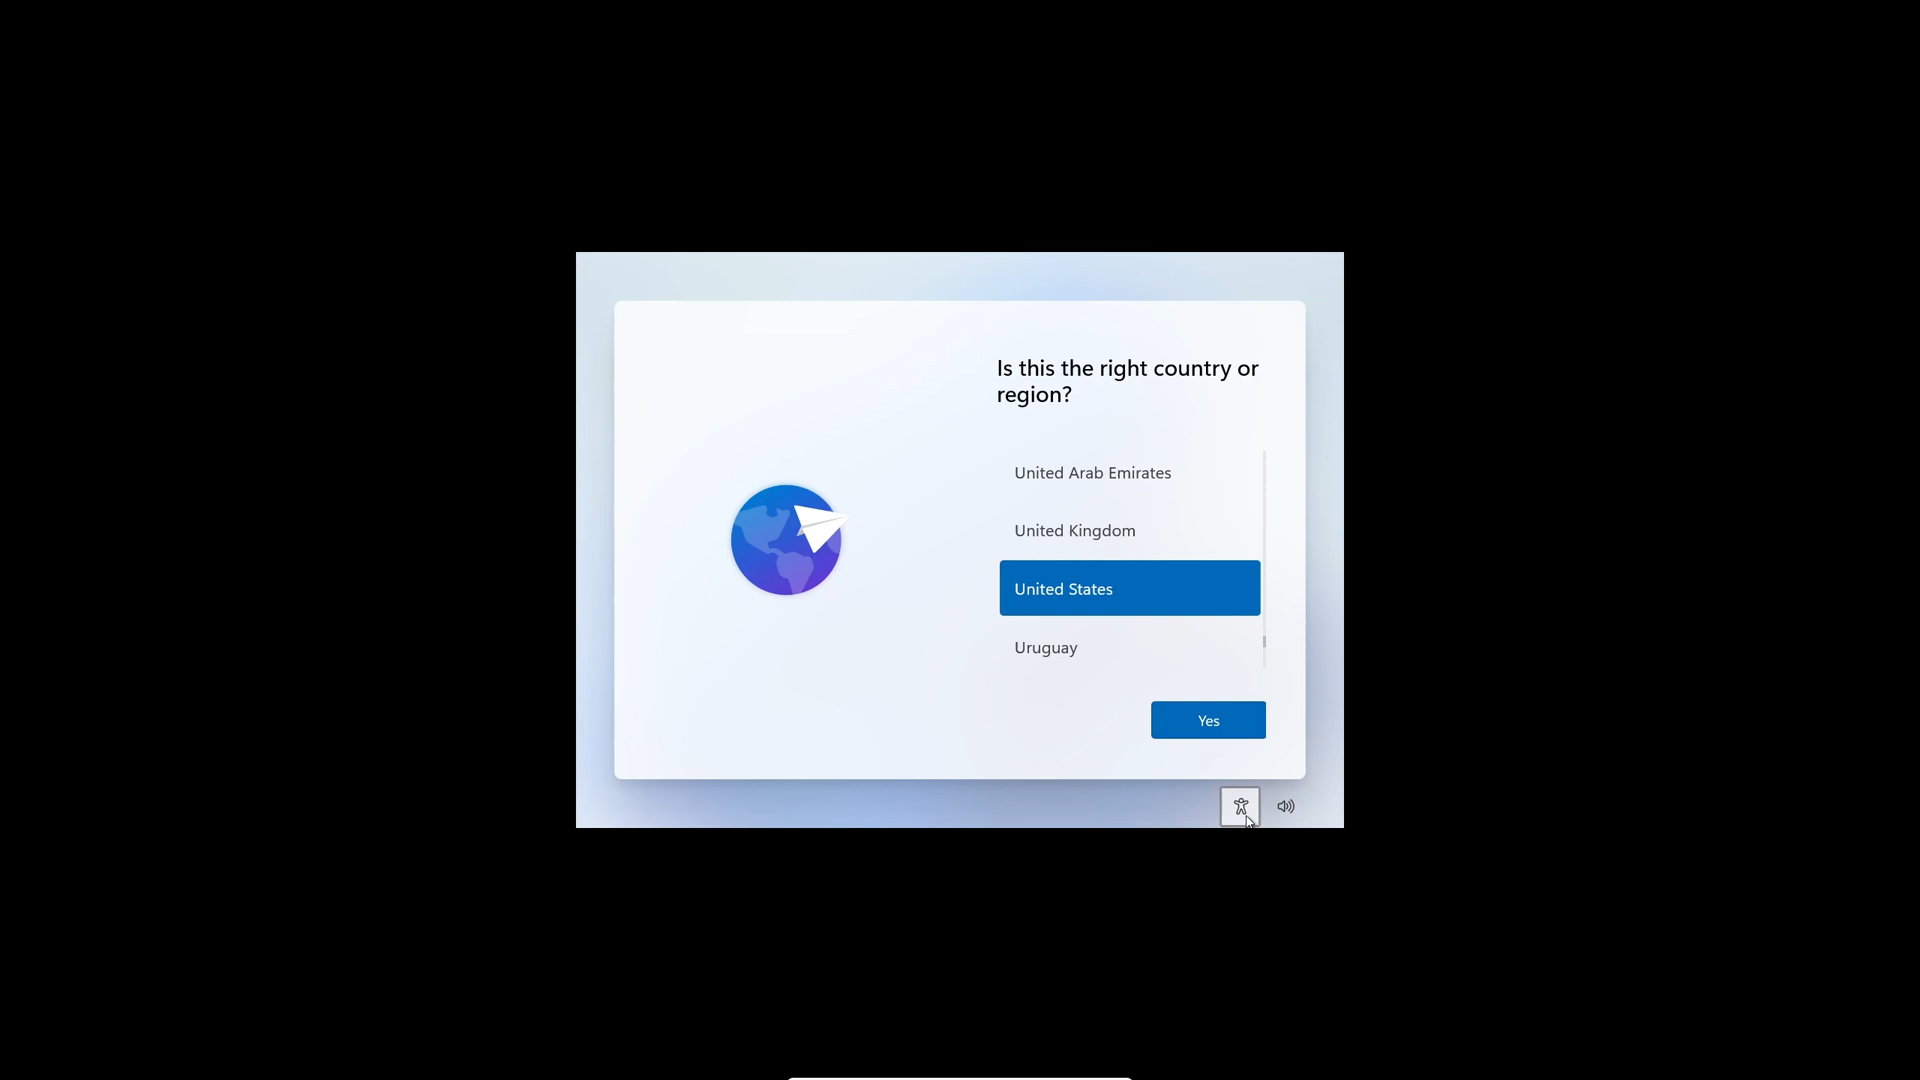 Is this the right country or
region?
United Arab Emirates
United Kingdom
United States
Uruguay
Yes